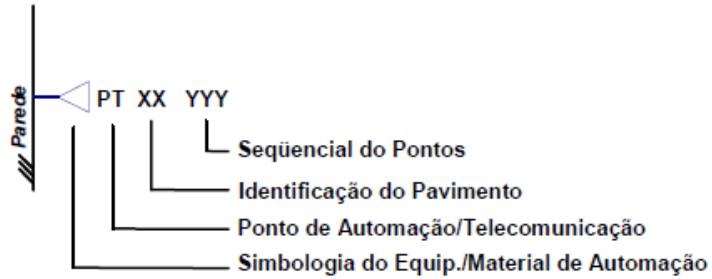 Parede
PT XX YYY
Seqüencial do Pontos
Identificação do Pavimento
Ponto de Automação/Telecomunicação
Simbologia do Equip./Material de Automação